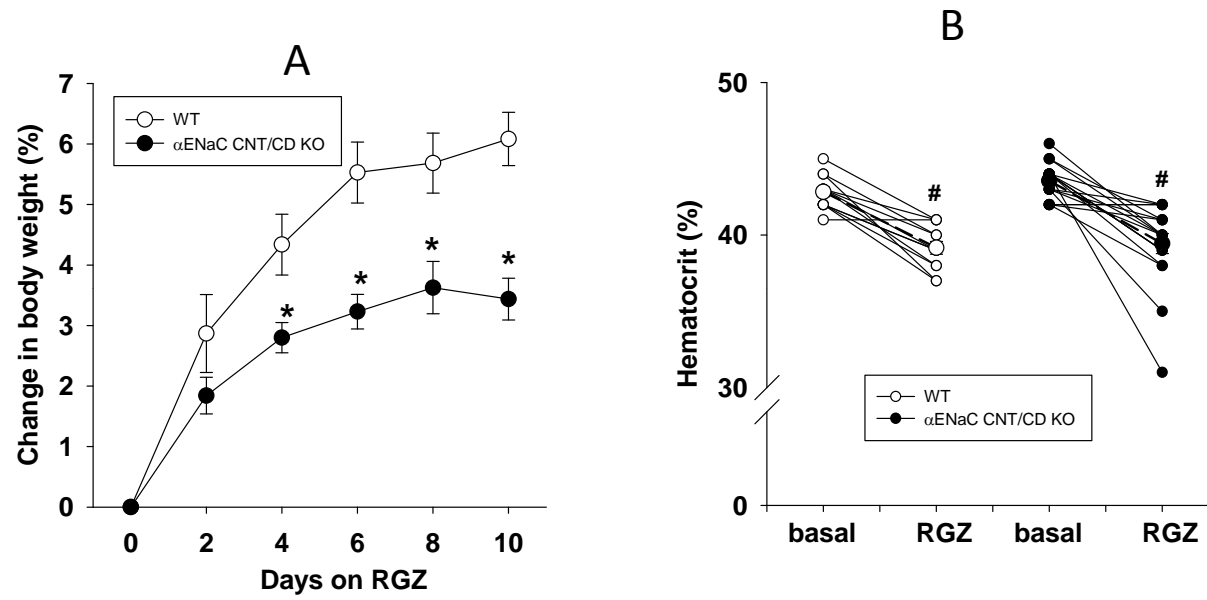 A
Change in body weight (%)
7
6
5
4
3
2
1
0
WT
αENaC CNT/CD KO
*
*
*
*
0 2 4 6 8 10
Days on RGZ
B
Hematocrit (%)
50
40
30
0
#
#
WT
αENaC CNT/CD KO
basal RGZ basal RGZ